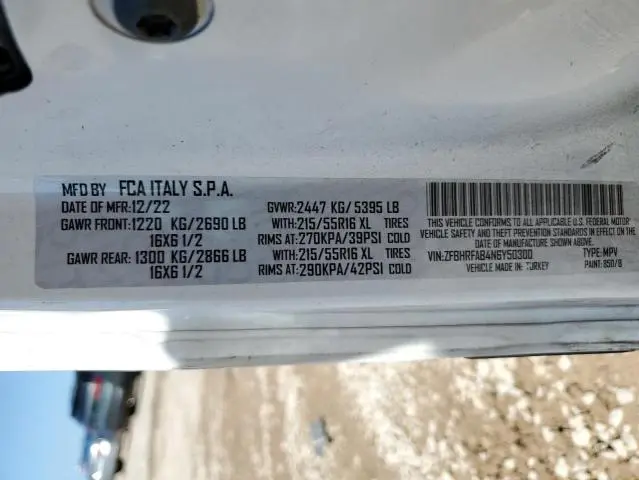 MFD BY FCA ITALY S.P.A.
DATE OF MFR:12/22 GVWR:2447 KG/5395 LB
GAWR FRONT:1220 KG/2690 LB WITH:215/55R16 XL TIRES
16X6 1/2 RIMS AT:270KPA/39PSI COLD
GAWR REAR: 1300 KG/2866 LB WITH:215/55R16 XL TIRES
16X6 1/2 RIMS AT:290KPA/42PSI COLD
THIS VEHICLE CONFORMS TO ALL APPLICABLE U.S. FEDERAL MOTOR
VEHICLE SAFETY AND THEFT PREVENTION STANDARDS IN EFFECT ON THE
DATE OF MANUFACTURE SHOWN ABOVE.
VIN:ZFBHRFAB4N6Y50300 TYPE: MPV
VEHICLE MADE IN: TURKEY PAINT: 850/B